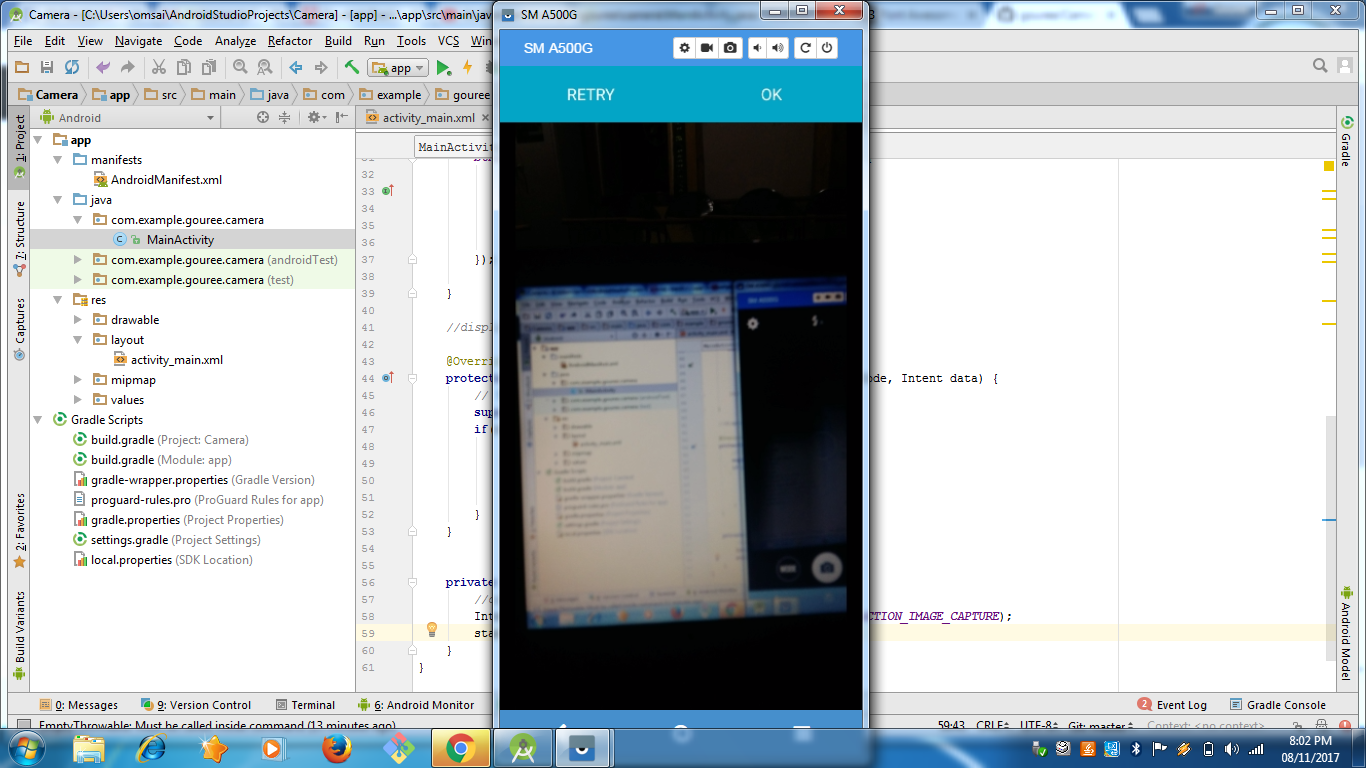 Camera - [C:\Users\omsai\AndroidStudioProjects\Camera] - [app] - ...\app\src\main\java
SM A500G
File Edit View Navigate Code Analyze Refactor Build Run Tools VCS Win
SM A500G
app
RETRY OK
Camera app src main java com example gouree
1: Project
Android
activity_main.xml
Gradle
app
MainActivity
manifests
AndroidManifest.xml
32
java
33
com.example.gouree.camera
34
MainActivity
35
36
com.example.gouree.camera (androidTest)
37 });
com.example.gouree.camera (test)
38
res
39 }
drawable
40
41 //displ
layout
42
activity_main.xml
43 @Overri
mipmap
44 protect ode, Intent data) {
values
45 //
Gradle Scripts
46 sup
47 if
build.gradle (Project: Camera)
48
build.gradle (Module: app)
49
gradle-wrapper.properties (Gradle Version)
50
proguard-rules.pro (ProGuard Rules for app)
51
gradle.properties (Project Properties)
52 }
settings.gradle (Project Settings)
53 }
local.properties (SDK Location)
54
55
56 private
57
58 Int CTION_IMAGE_CAPTURE);
59 sta
60 }
61 }
7: Structure
Captures
2: Favorites
Build Variants
Android Model
0: Messages 9: Version Control Terminal 6: Android Monitor
2 Event Log Gradle Console
EmptyThrowable: Must be called inside command (13 minutes ago)
59:43 CRLF UTF-8 Git: master Context: <no context>
8:02 PM
08/11/2017